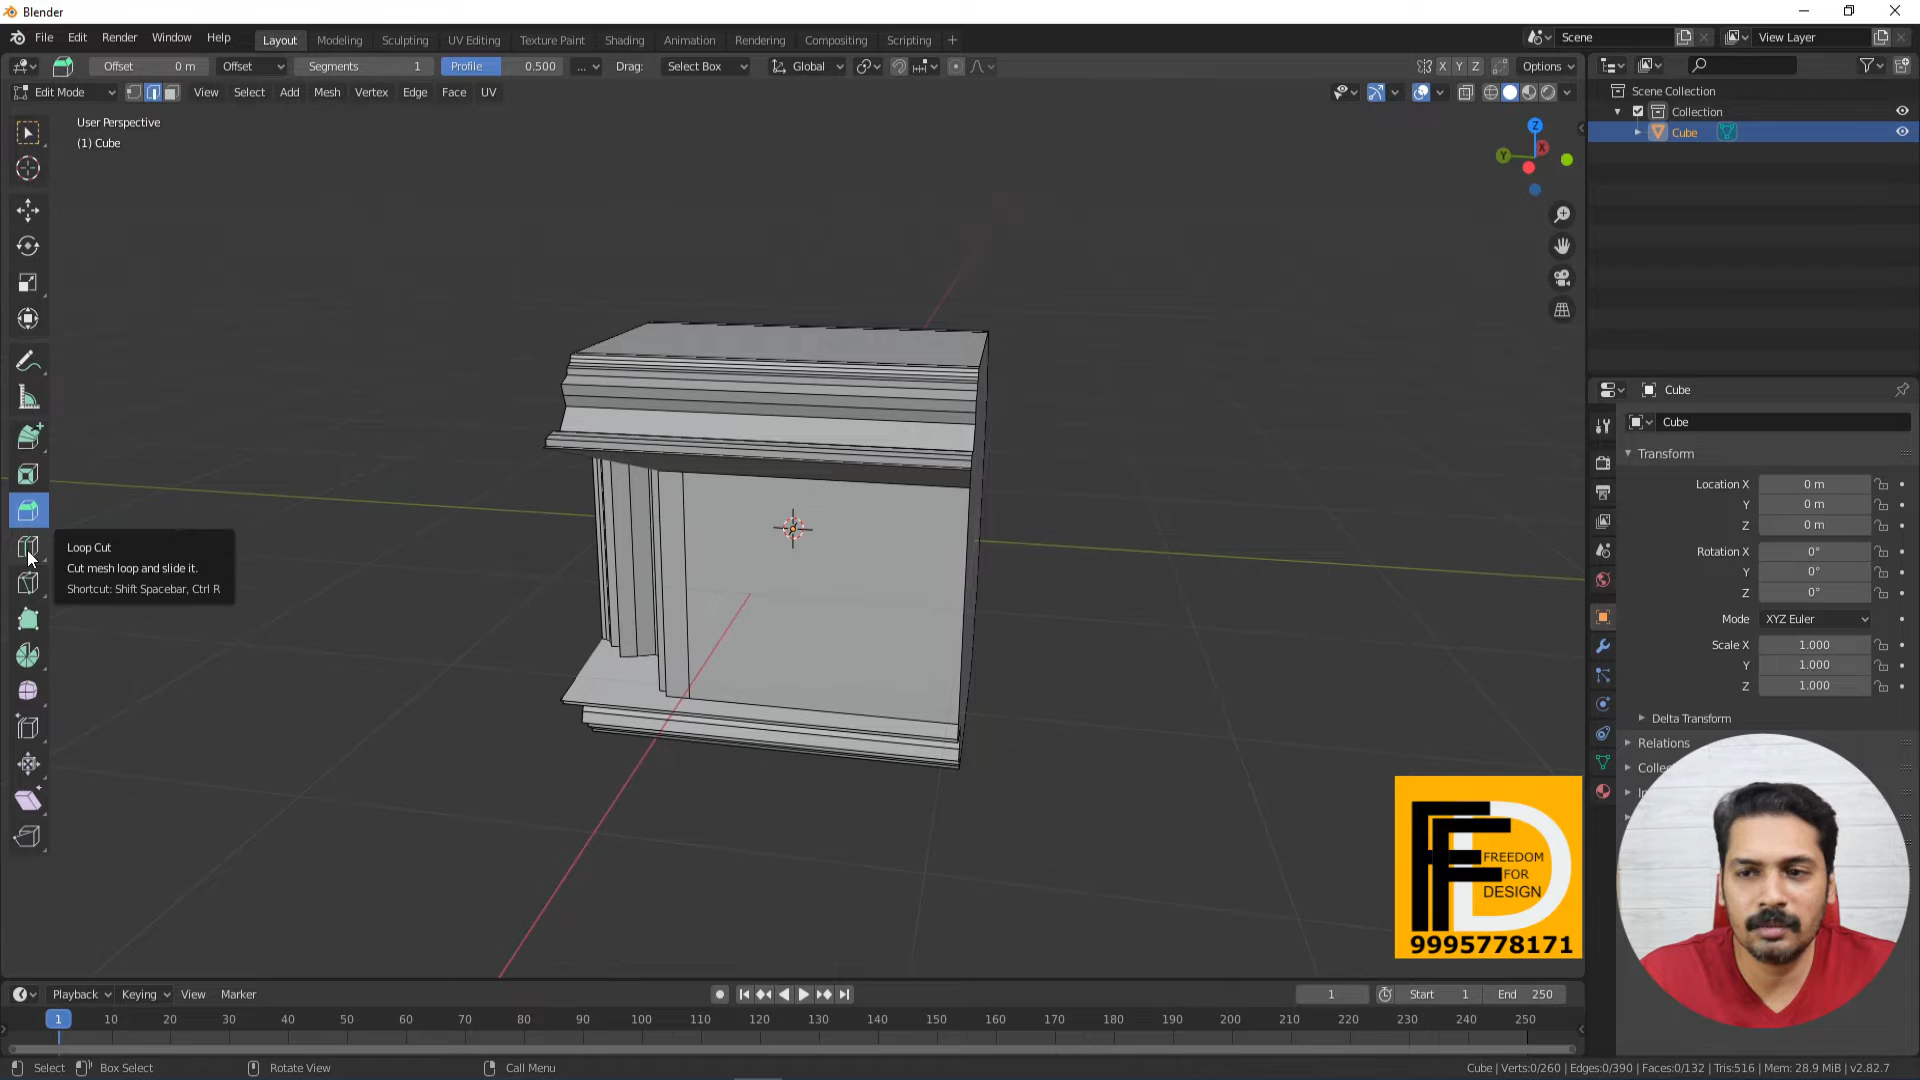 Blender
File Edit Render Window Help
Layout Modeling Sculpting UV Editing Texture Paint Shading Animation Rendering Compositing Scripting +
Scene
View Layer
Offset 0 m Offset Segments 1 Profile 0.500 ... Drag: Select Box Global X Y Z Options
Edit Mode View Select Add Mesh Vertex Edge Face UV
User Perspective
(1) Cube
Z
Y
X
Scene Collection
Collection
Cube
Cube
Cube
Transform
Location X 0 m
Y 0 m
Z 0 m
Rotation X 0°
Y 0°
Z 0°
Mode XYZ Euler
Scale X 1.000
Y 1.000
Z 1.000
Delta Transform
Relations
Loop Cut
Cut mesh loop and slide it.
Shortcut: Shift Spacebar, Ctrl R
FREEDOM
FOR
DESIGN
9995778171
Playback Keying View Marker
1 Start 1 End 250
1 10 20 30 40 50 60 70 80 90 100 110 120 130 140 150 160 170 180 190 200 210 220 230 240 250
Select Box Select Rotate View Call Menu
Cube | Verts:0/260 | Edges:0/390 | Faces:0/132 | Tris:516 | Mem: 28.9 MiB | v2.82.7